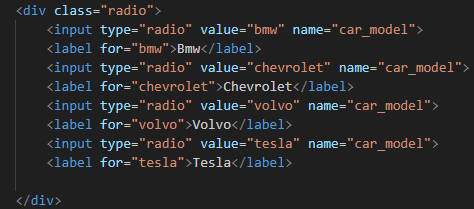 <div class="radio">
<input type="radio" value="bmw" name="car_model">
<label for="bmw">Bmw</label>
<input type="radio" value="chevrolet" name="car_model">
<label for="chevrolet">Chevrolet</label>
<input type="radio" value="volvo" name="car_model">
<label for="volvo">Volvo</label>
<input type="radio" value="tesla" name="car_model">
<label for="tesla">Tesla</label>
</div>